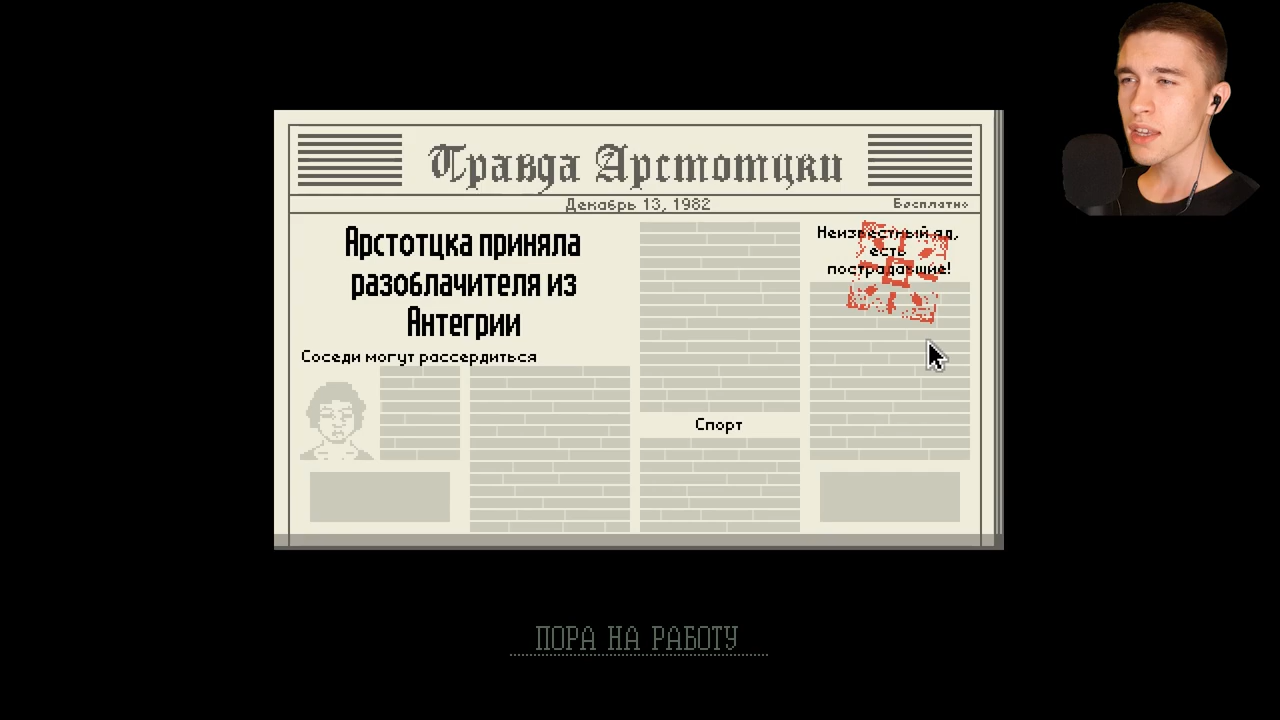 Правда Арстотцки
Декабрь 13, 1982
Бесплатно
Арстотцка приняла
разоблачителя из
Антегрии
Соседи могут рассердиться
Спорт
Неизвестный яд,
есть
пострадавшие!
ПОРА НА РАБОТУ